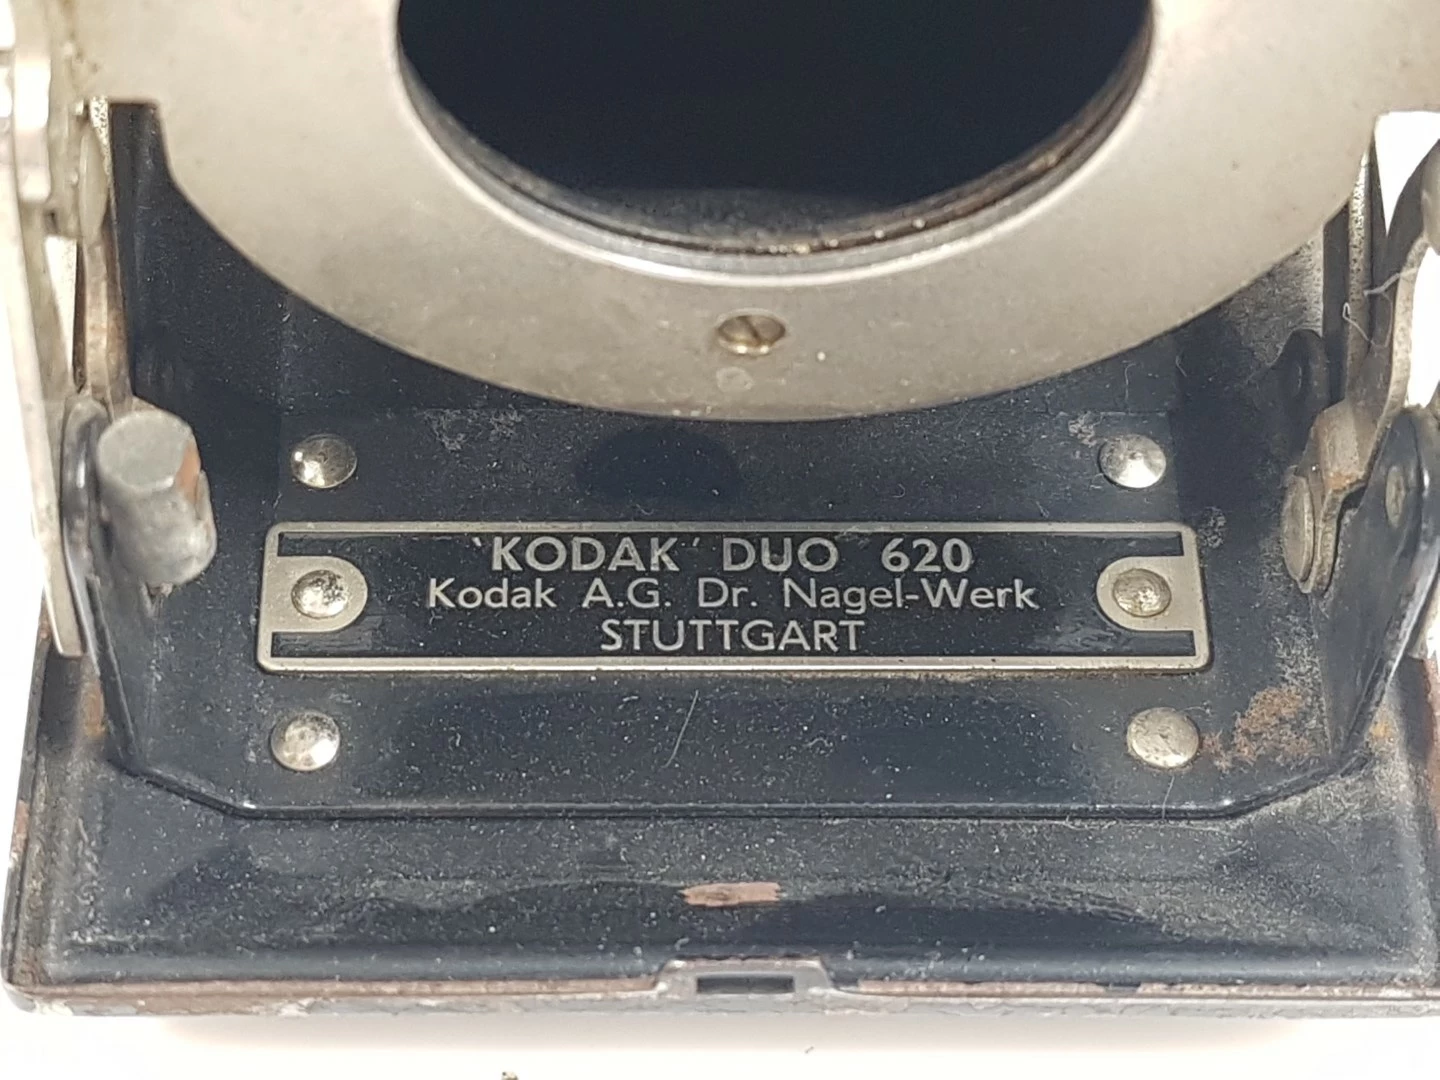 'KODAK' DUO 620
Kodak A.G. Dr. Nagel-Werk
STUTTGART